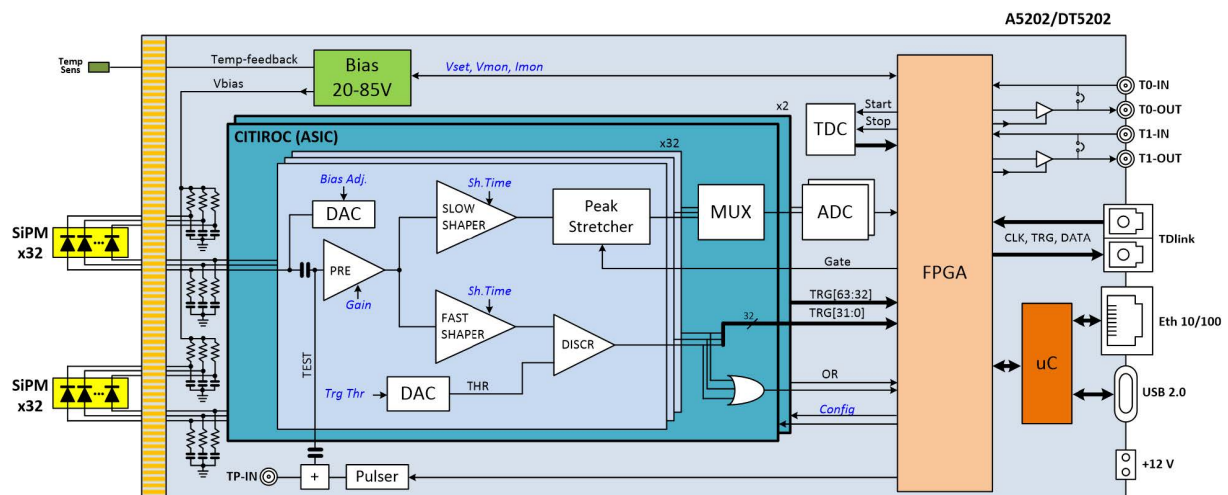 A5202/DT5202
Temp
Sens
Temp-feedback
Vbias
Bias
20-85V
Vset, Vmon, Imon
T0-IN
T0-OUT
T1-IN
T1-OUT
x2
CITIROC (ASIC)
x32
TDC
Start
Stop
Bias Adj.
DAC
Sh.Time
SLOW
SHAPER
Peak
Stretcher
MUX
ADC
FPGA
SiPM
x32
PRE
Gain
Gate
CLK, TRG, DATA
TDlink
Sh.Time
FAST
SHAPER
DISCR
TRG[63:32]
TRG[31:0]
32
Eth 10/100
uC
TEST
Trg Thr
DAC
THR
OR
Config
SiPM
x32
USB 2.0
TP-IN
+
Pulser
+12 V